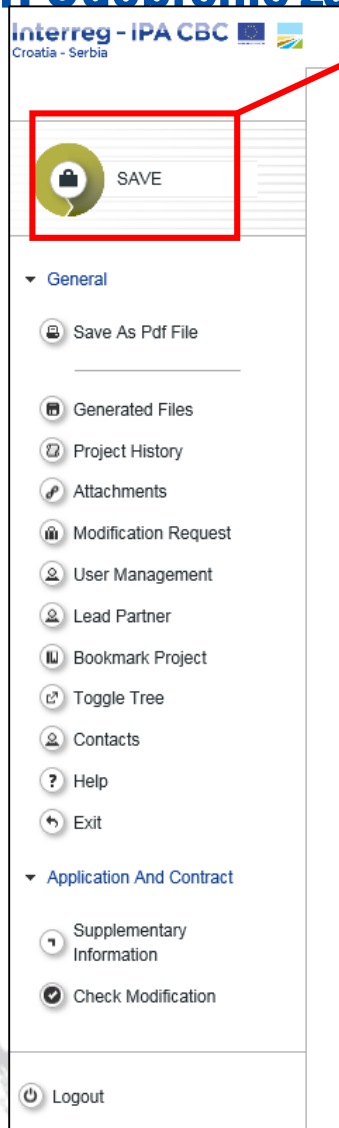 Interreg - IPA CBC
Croatia - Serbia
SAVE
General
Save As Pdf File
Generated Files
Project History
Attachments
Modification Request
User Management
Lead Partner
Bookmark Project
Toggle Tree
Contacts
Help
Exit
Application And Contract
Supplementary
Information
Check Modification
Logout